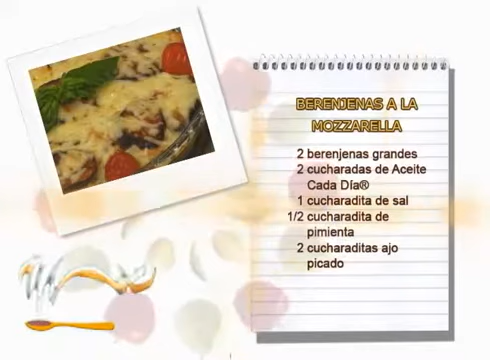 BERENJENAS A LA
MOZZARELLA
2 berenjenas grandes
2 cucharadas de Aceite
Cada Día®
1 cucharadita de sal
1/2 cucharadita de
pimienta
2 cucharaditas ajo
picado